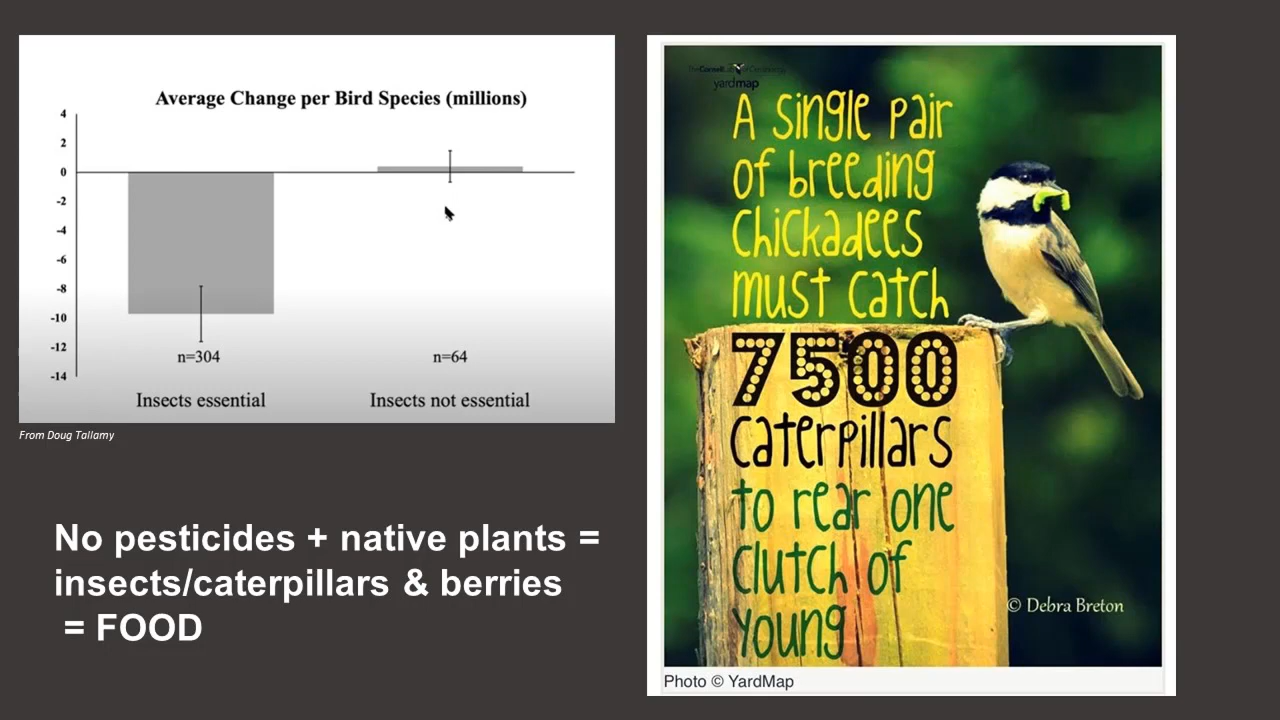 Average Change per Bird Species (millions)
4
2
0
-2
-4
-6
-8
-10
-12
-14
n=304
n=64
Insects essential
Insects not essential
From Doug Tallamy
No pesticides + native plants =
insects/caterpillars & berries
= FOOD
yardmap
A single pair
of breeding
chickadees
must catch
7500
caterpillars
to rear one
clutch of
young
© Debra Breton
Photo © YardMap